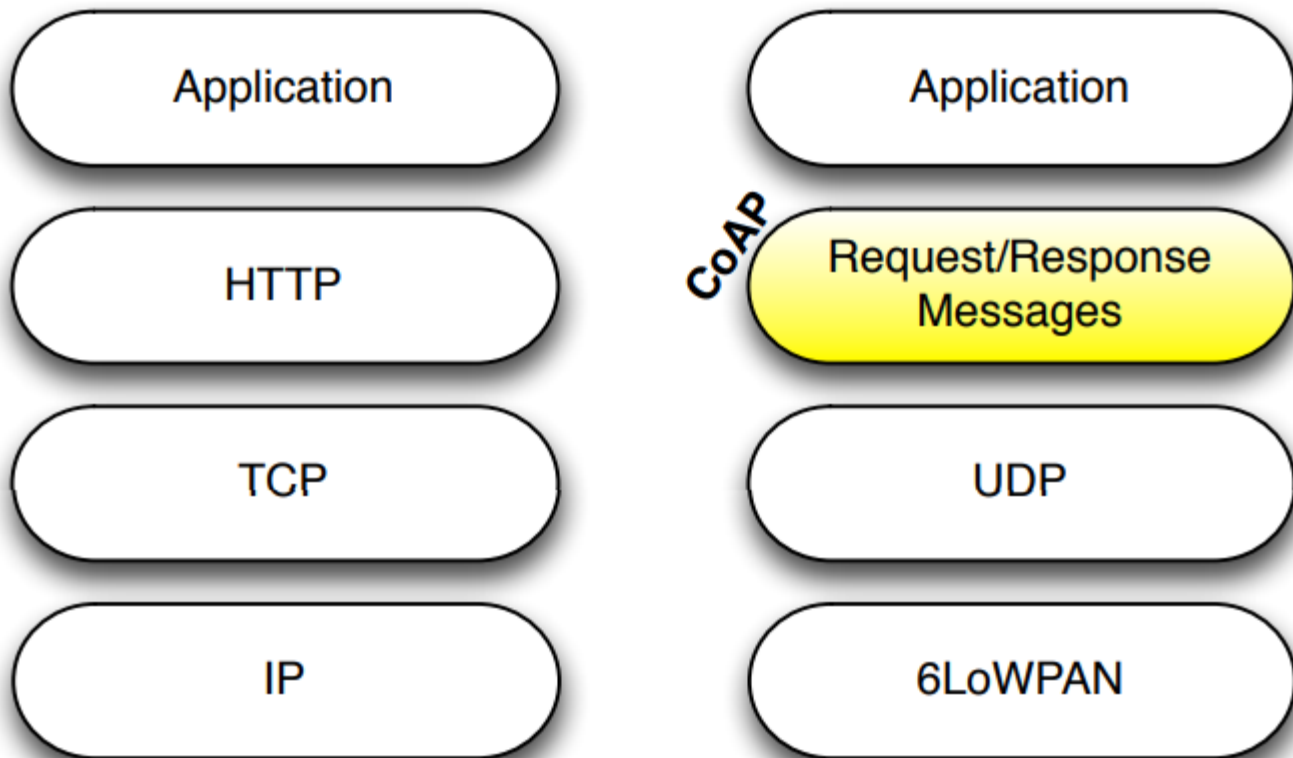 Application
HTTP
TCP
IP
Application
CoAP
Request/Response
Messages
UDP
6LoWPAN